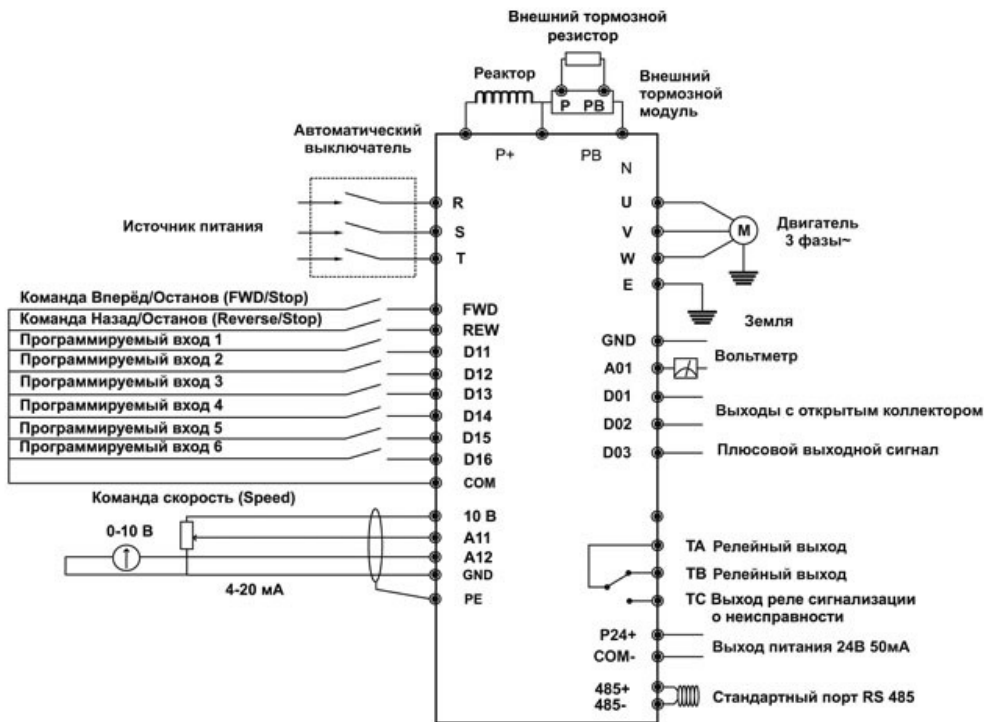 Внешний тормозной
резистор
Реактор
P PB
Внешний
тормозной
модуль
Автоматический
выключатель
P+
PB
N
Источник питания
R
S
T
U
V
W
E
M
Двигатель
3 фазы~
Земля
Команда Вперёд/Останов (FWD/Stop)
Команда Назад/Останов (Reverse/Stop)
Программируемый вход 1
Программируемый вход 2
Программируемый вход 3
Программируемый вход 4
Программируемый вход 5
Программируемый вход 6
FWD
REW
D11
D12
D13
D14
D15
D16
COM
GND
A01
D01
D02
D03
Вольтметр
Выходы с открытым коллектором
Плюсовой выходной сигнал
Команда скорость (Speed)
0-10 В
4-20 мА
10 В
A11
A12
GND
PE
TA Релейный выход
TB Релейный выход
TC Выход реле сигнализации
о неисправности
P24+
COM-
Выход питания 24В 50мА
485+
485-
Стандартный порт RS 485